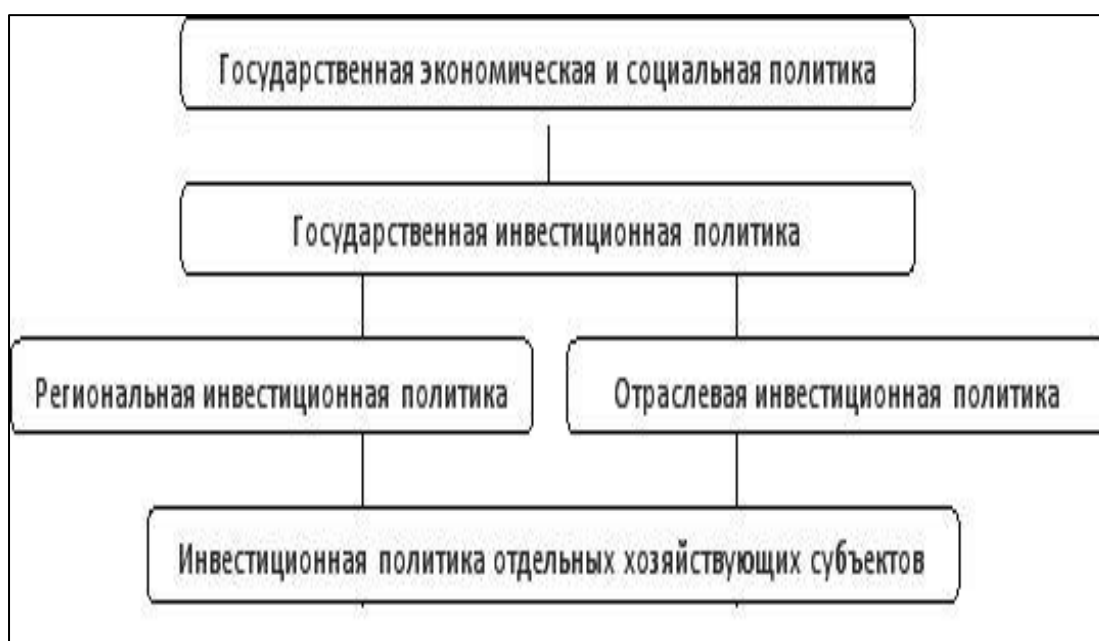 Государственная экономическая и социальная политика
Государственная инвестиционная политика
Региональная инвестиционная политика
Отраслевая инвестиционная политика
Инвестиционная политика отдельных хозяйствующих субъектов